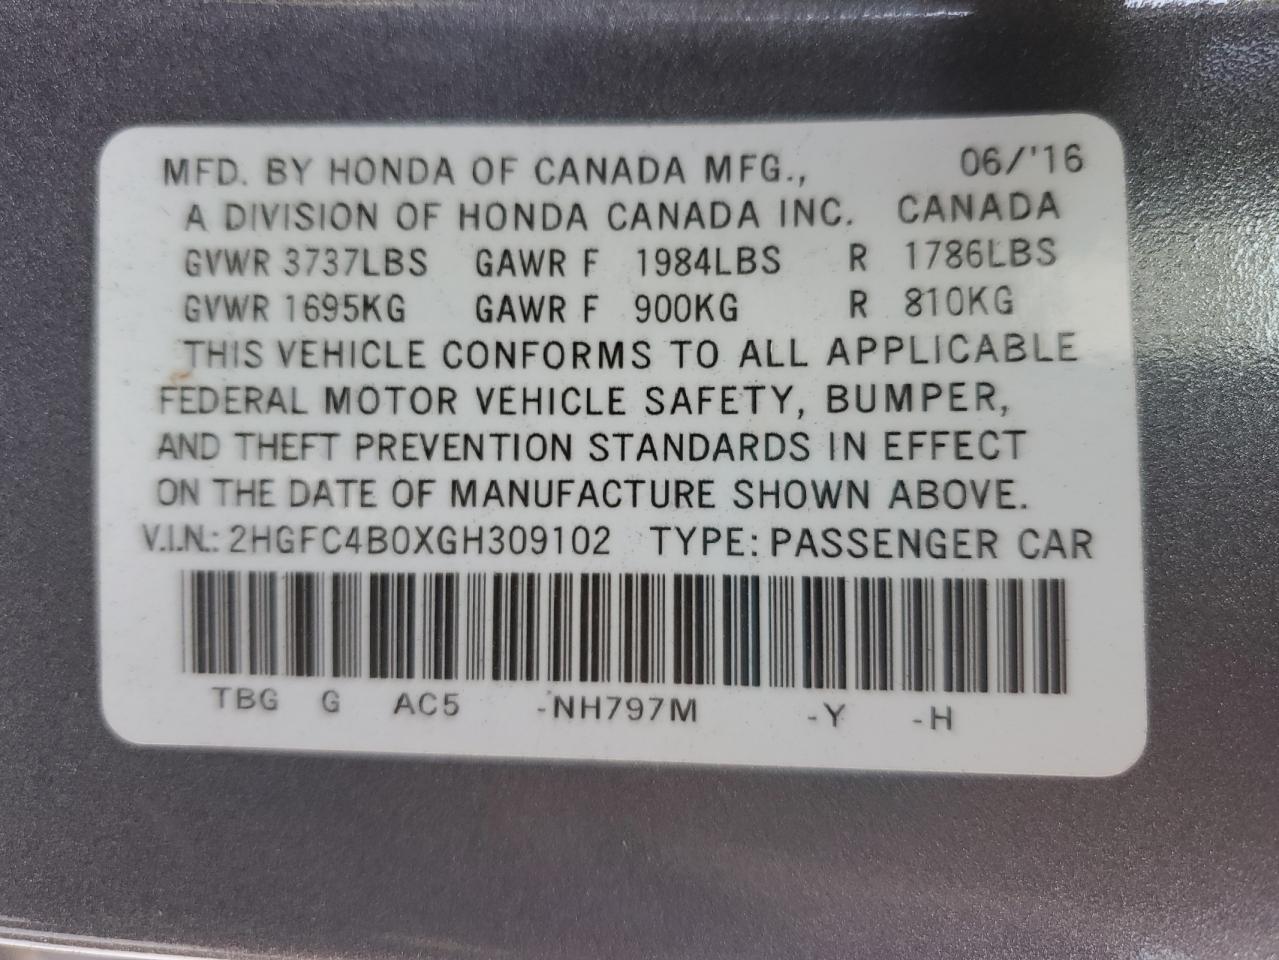 MFD. BY HONDA OF CANADA MFG., 06/'16
A DIVISION OF HONDA CANADA INC. CANADA
GVWR 3737LBS GAWR F 1984LBS R 1786LBS
GVWR 1695KG GAWR F 900KG R 810KG
THIS VEHICLE CONFORMS TO ALL APPLICABLE
FEDERAL MOTOR VEHICLE SAFETY, BUMPER,
AND THEFT PREVENTION STANDARDS IN EFFECT
ON THE DATE OF MANUFACTURE SHOWN ABOVE.
V.I.N.: 2HGFC4B0XGH309102 TYPE: PASSENGER CAR
TBG G AC5 -NH797M -Y -H